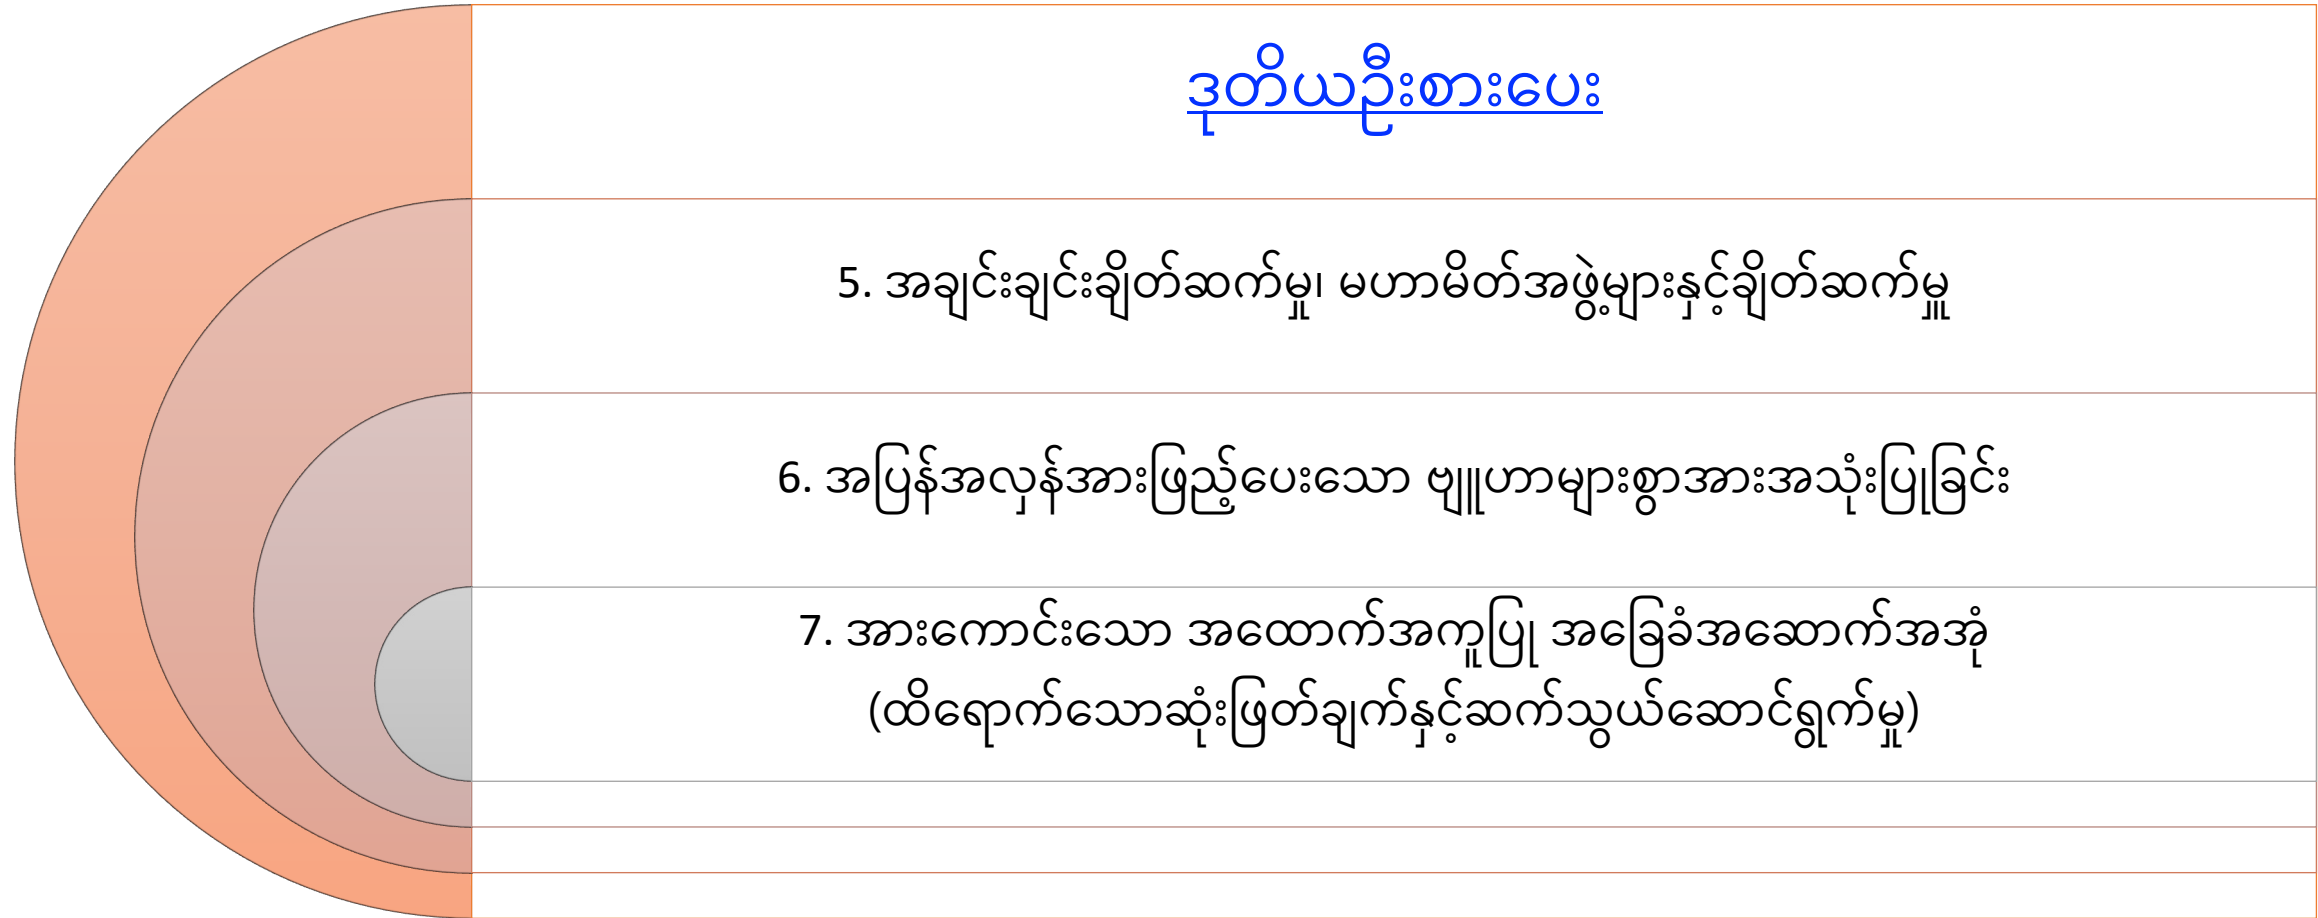 ဒုတိယဦးစားပေး
5. အချင်းချင်းချိတ်ဆက်မှု၊ မဟာမိတ်အဖွဲ့များနှင့်ချိတ်ဆက်မှူ
6. အပြန်အလှန်အားဖြည့်ပေးသော ဗျူဟာများစွာအားအသုံးပြုခြင်း
7. အားကောင်းသော အထောက်အကူပြု အခြေခံအဆောက်အအုံ
(ထိရောက်သောဆုံးဖြတ်ချက်နှင့်ဆက်သွယ်ဆောင်ရွက်မှု)